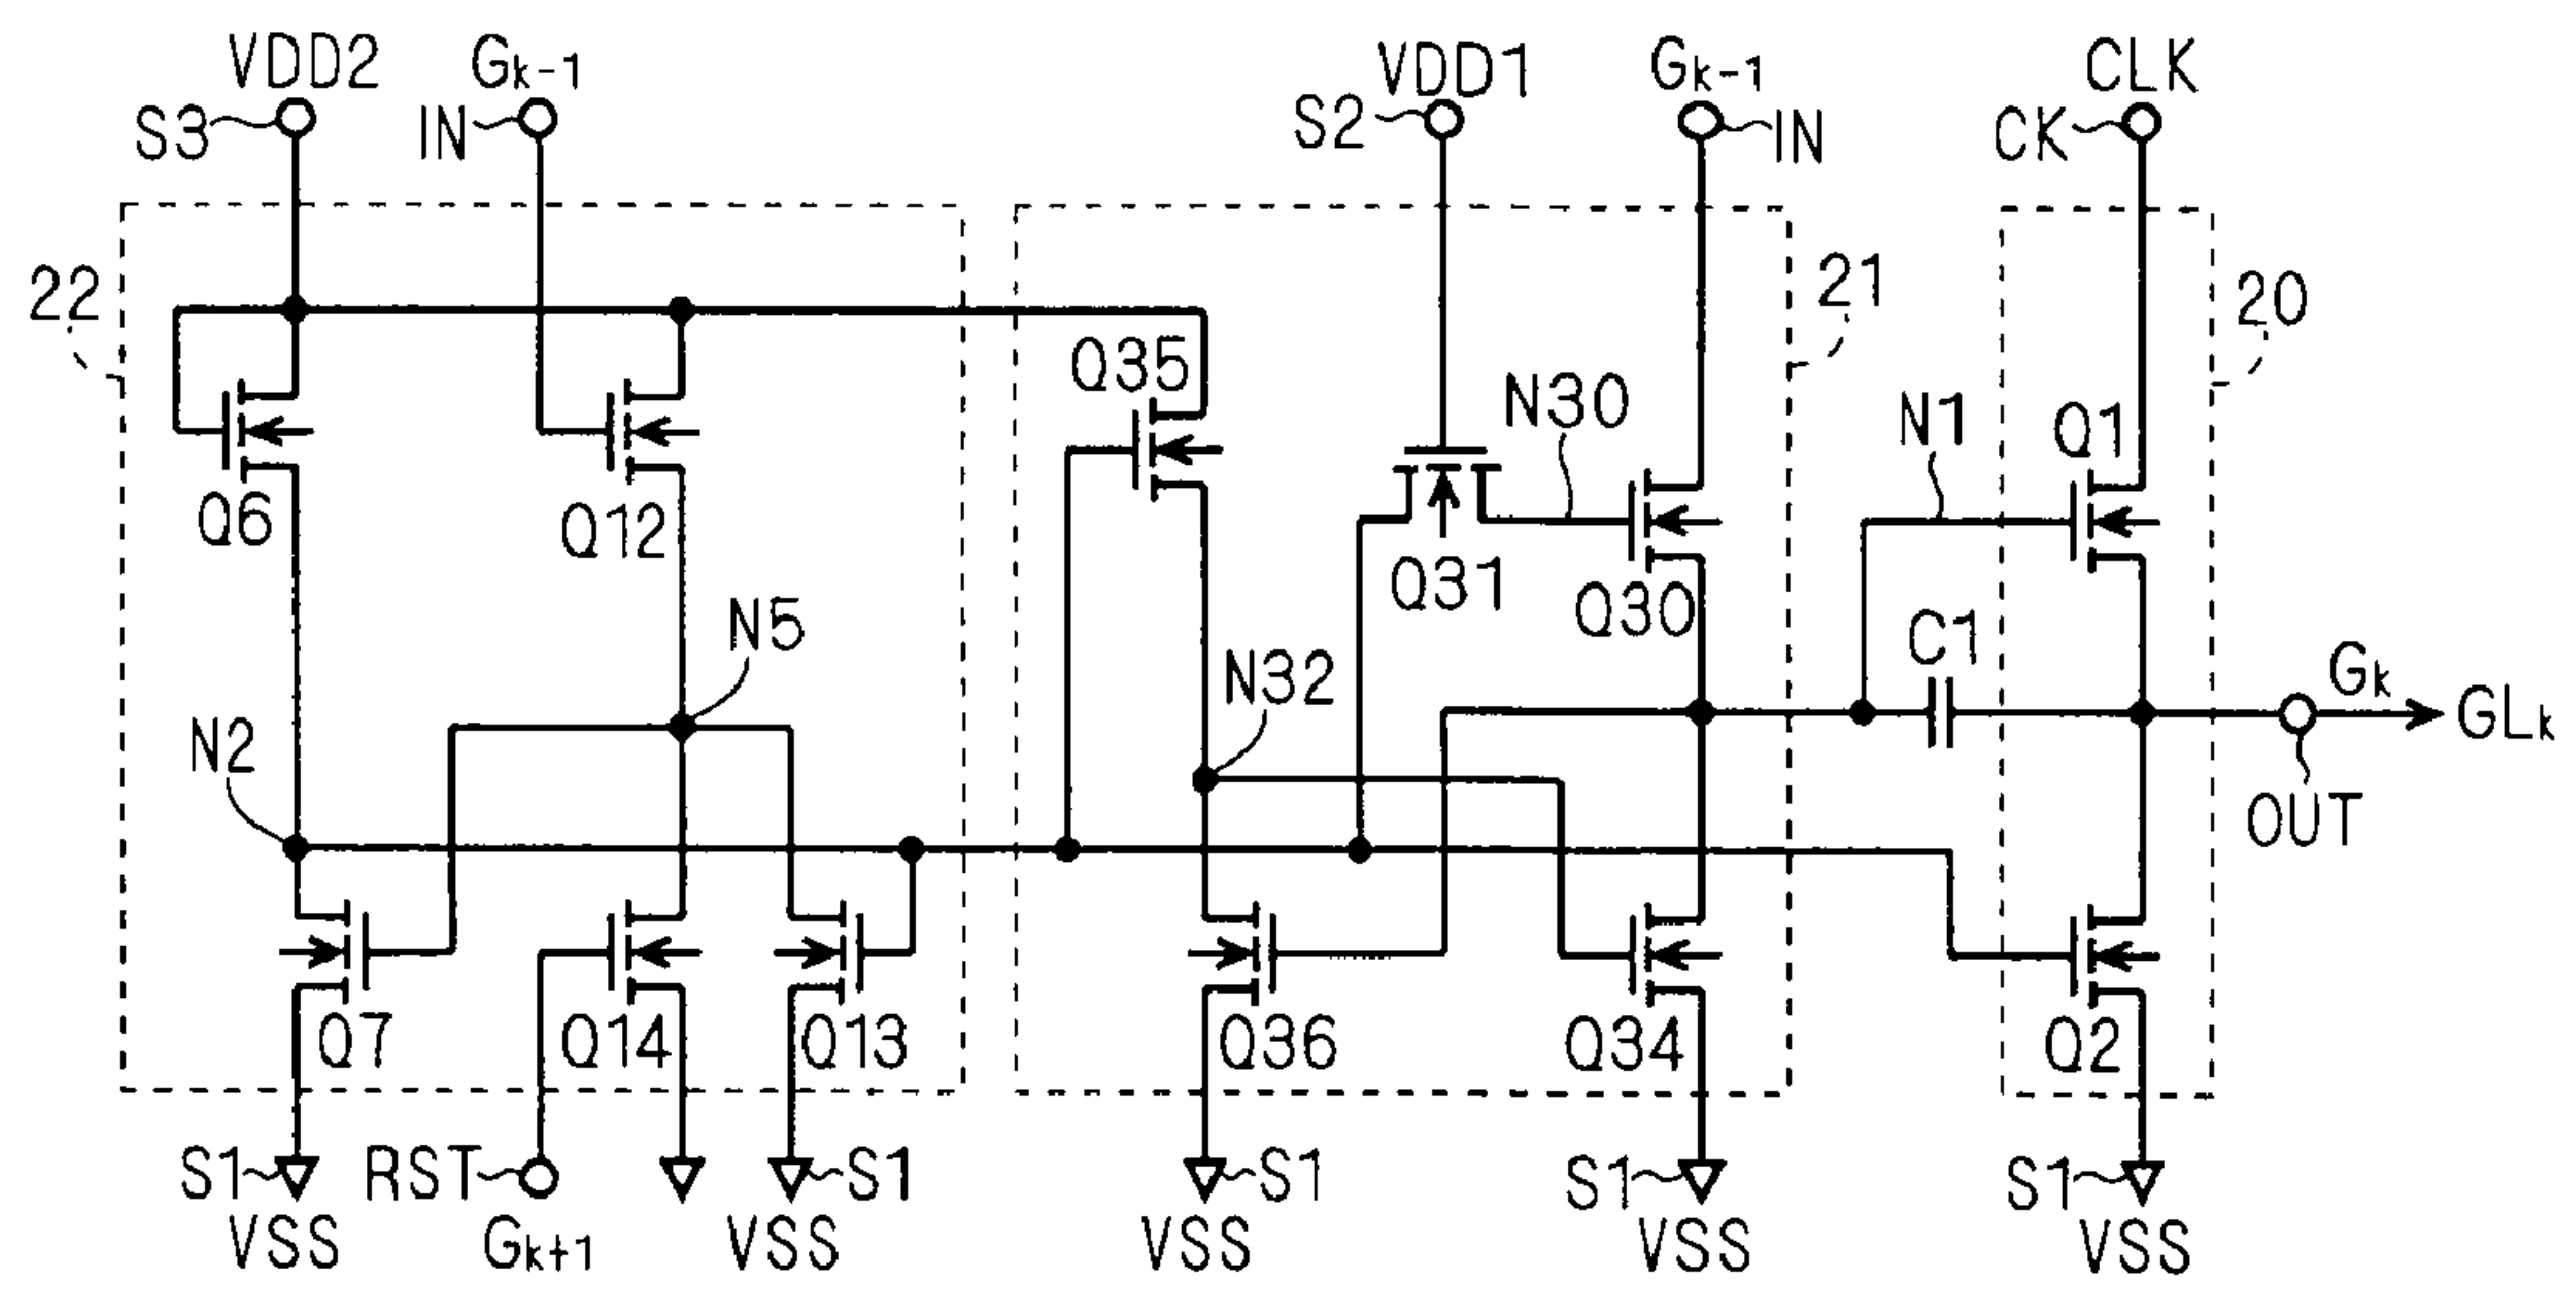 VDD2
Gk-1
VDD1
Gk-1
CLK
S3
IN
S2
IN
CK
22
21
20
Q35
N30
N1
Q1
Q6
Q12
Q31
Q30
C1
N5
N32
Gk
GLk
N2
OUT
Q7
Q14
Q13
Q36
Q34
Q2
S1
RST
S1
S1
S1
S1
VSS
Gk+1
VSS
VSS
VSS
VSS